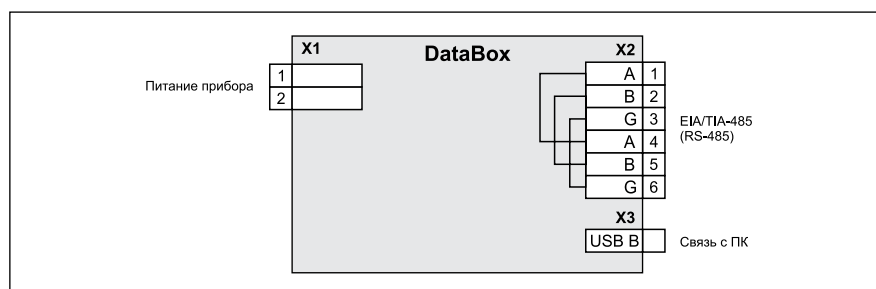 X1
DataBox
X2
Питание прибора
1
2
A 1
B 2
G 3
A 4
B 5
G 6
EIA/TIA-485
(RS-485)
X3
USB B
Связь с ПК